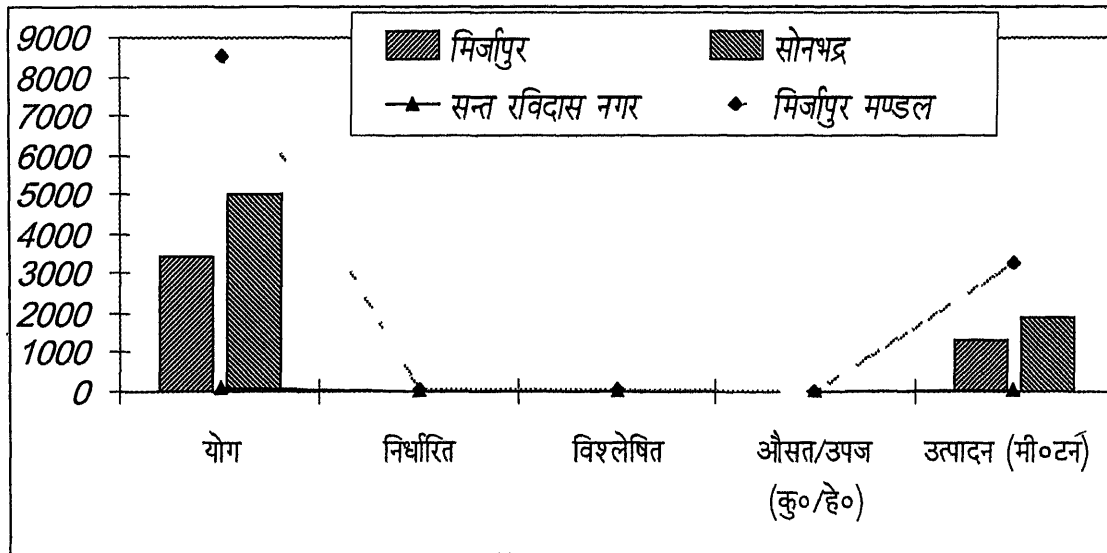 9000
8000
7000
6000
5000
4000
3000
2000
1000
0
मिर्जापुर
सोनभद्र
सन्त रविदास नगर
मिर्जापुर मण्डल
योग
निर्धारित
विश्लेषित
औसत/उपज
(कु०/हे०)
उत्पादन (मी०टन)